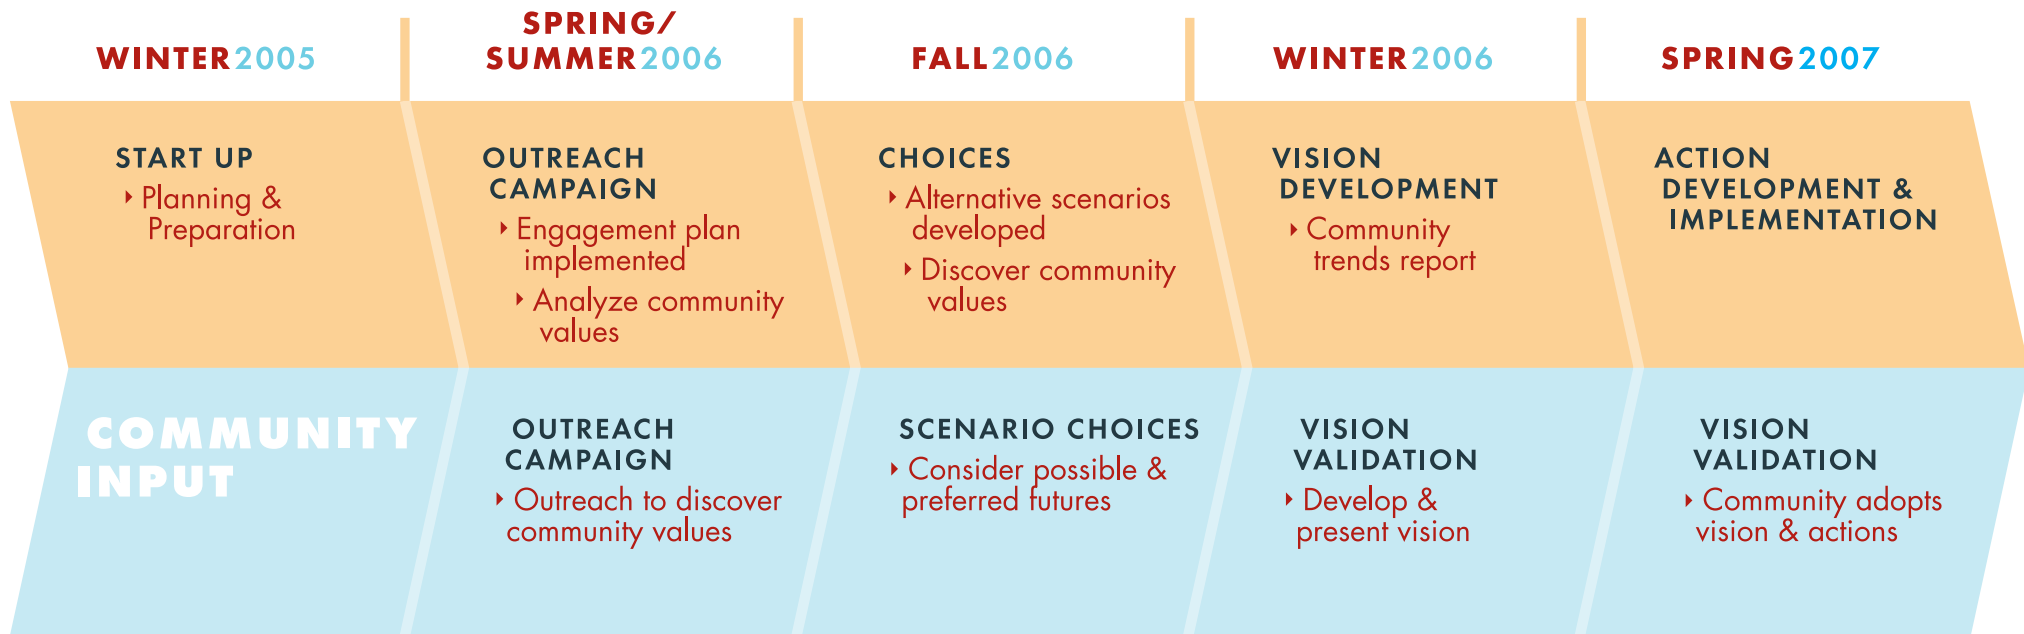 WINTER 2005
SPRING/
SUMMER 2006
FALL 2006
WINTER 2006
SPRING 2007
START UP
‣ Planning &
Preparation
OUTREACH
CAMPAIGN
‣ Engagement plan
implemented
‣ Analyze community
values
CHOICES
‣ Alternative scenarios
developed
‣ Discover community
values
VISION
DEVELOPMENT
‣ Community
trends report
ACTION
DEVELOPMENT &
IMPLEMENTATION
COMMUNITY
INPUT
OUTREACH
CAMPAIGN
‣ Outreach to discover
community values
SCENARIO CHOICES
‣ Consider possible &
preferred futures
VISION
VALIDATION
‣ Develop &
present vision
VISION
VALIDATION
‣ Community adopts
vision & actions